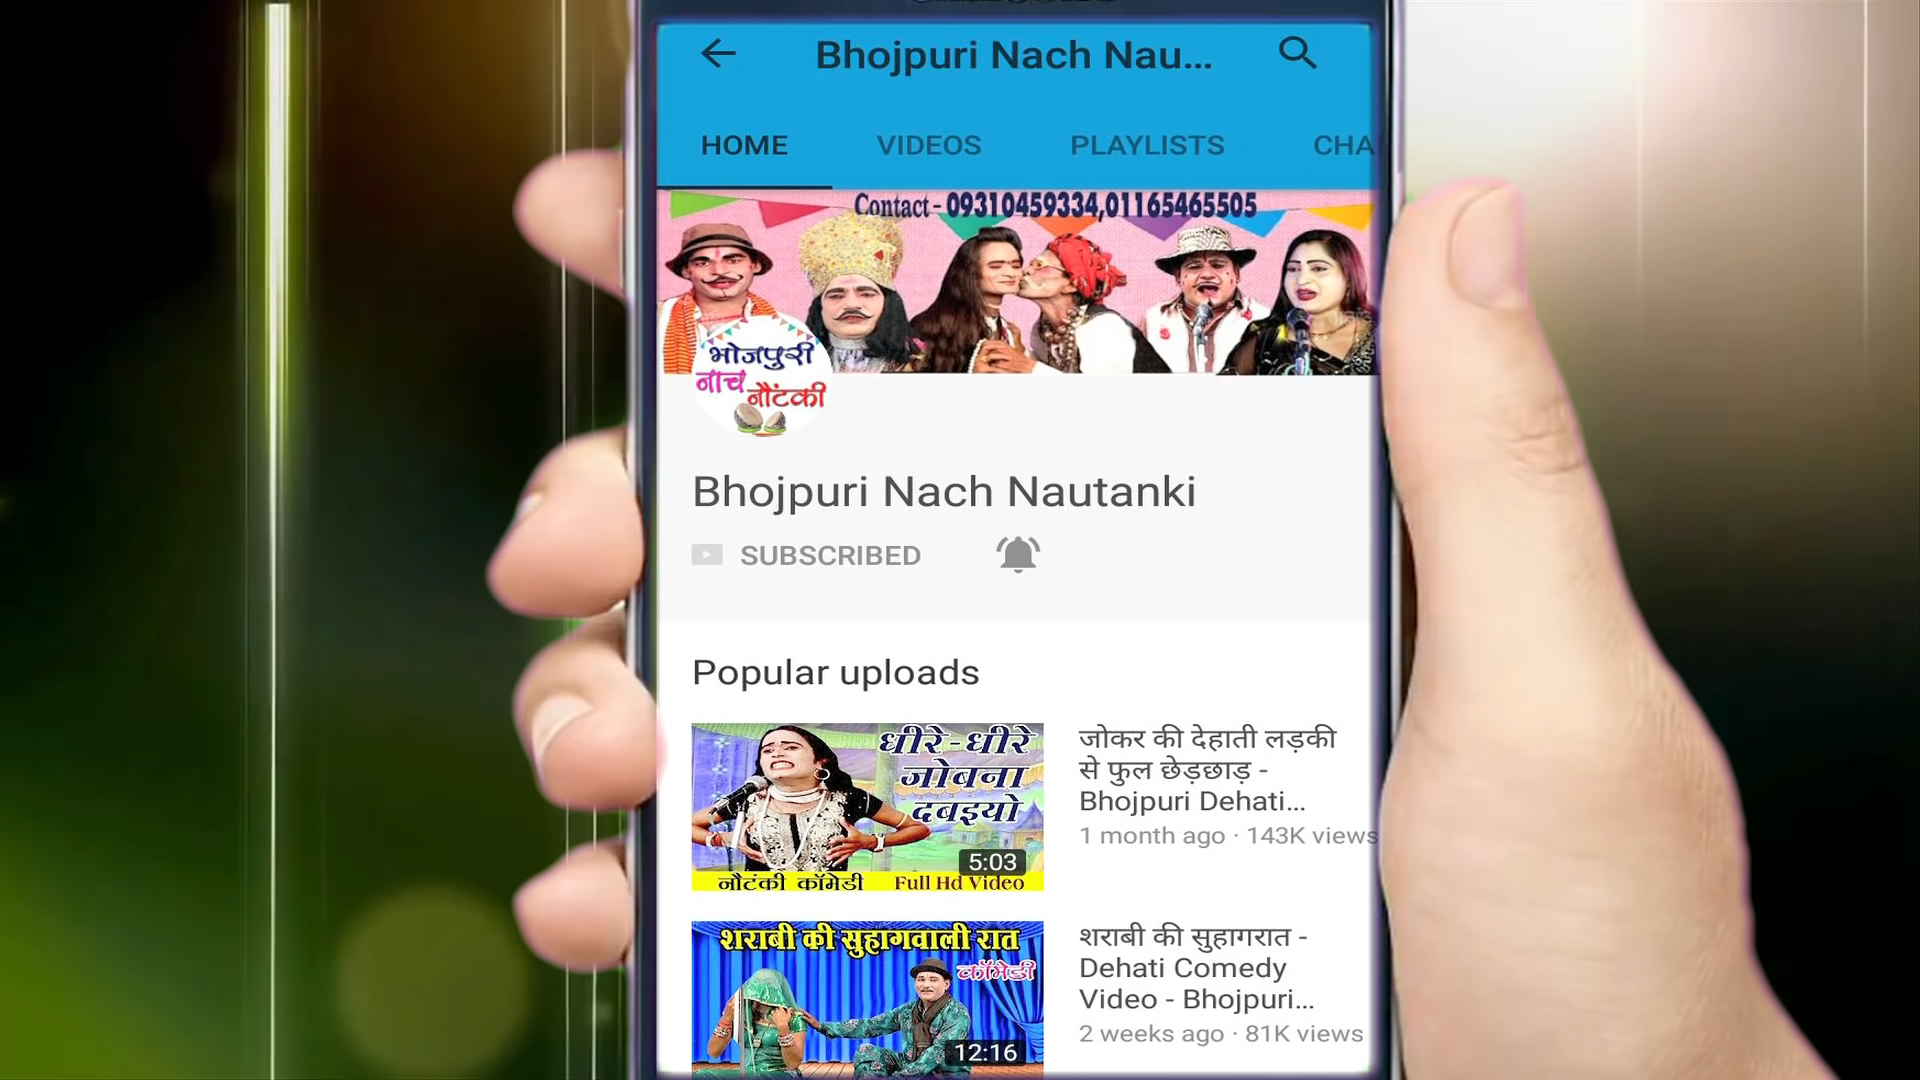 Bhojpuri Nach Nau...
HOME VIDEOS PLAYLISTS CHA
Contact - 09310459334,01165465505
भोजपुरी
नाच
नौटंकी
Bhojpuri Nach Nautanki
SUBSCRIBED
Popular uploads
धीरे-धीरे
जोबना
दबइयो
5:03
नौटंकी कॉमेडी Full Hd Video
जोकर की देहाती लड़की
से फुल छेड़छाड़ -
Bhojpuri Dehati...
1 month ago · 143K views
शराबी की सुहागवाली रात
कॉमेडी
12:16
शराबी की सुहागरात -
Dehati Comedy
Video - Bhojpuri...
2 weeks ago · 81K views